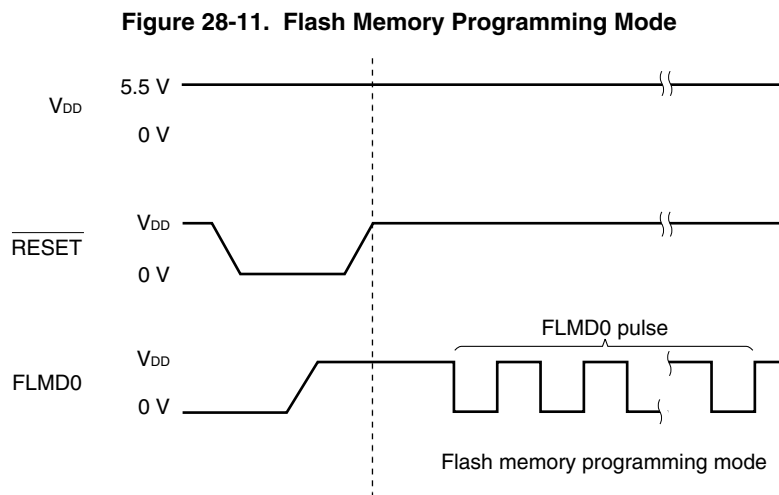 Figure 28-11. Flash Memory Programming Mode
5.5 V
VDD
0 V
VDD
RESET
0 V
FLMD0 pulse
VDD
FLMD0
0 V
Flash memory programming mode